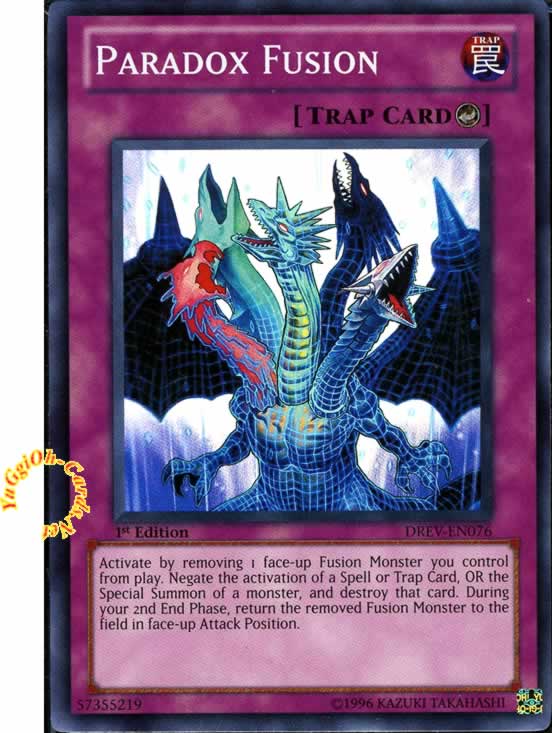 PARADOX FUSION
TRAP
罠
[TRAP CARD]
1st Edition
DREV-EN076
Activate by removing 1 face-up Fusion Monster you control
from play. Negate the activation of a Spell or Trap Card, OR the
Special Summon of a monster, and destroy that card. During
your 2nd End Phase, return the removed Fusion Monster to the
field in face-up Attack Position.
57355219
©1996 KAZUKI TAKAHASHI
YuGgiOh-Cards.Net